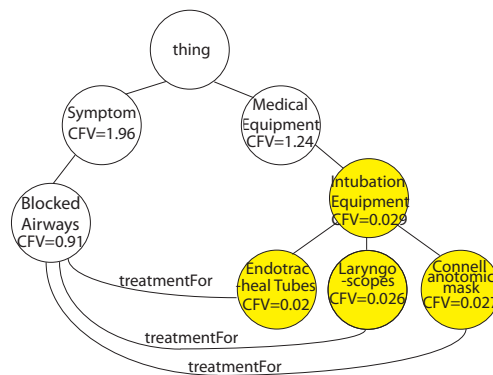 thing
Symptom
CFV=1.96
Medical
Equipment
CFV=1.24
Blocked
Airways
CFV=0.91
Intubation
Equipment
CFV=0.029
treatmentFor
Endotrac
-heal Tubes
CFV=0.02
Laryngo
-scopes
CFV=0.026
Connell
anotomic
mask
CFV=0.027
treatmentFor
treatmentFor